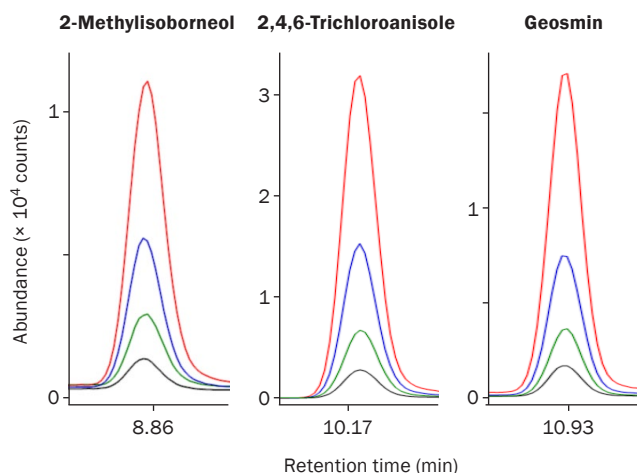 2-Methylisoborneol 2,4,6-Trichloroanisole Geosmin
Abundance (× 10⁴ counts)
1
0
3
2
1
0
1
0
8.86 10.17 10.93
Retention time (min)